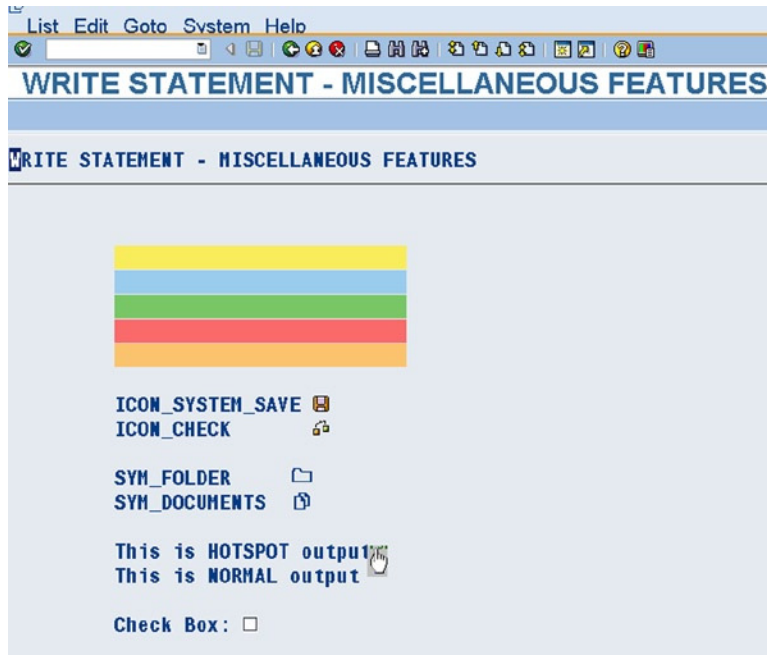 List Edit Goto System Help
WRITE STATEMENT - MISCELLANEOUS FEATURES
WRITE STATEMENT - MISCELLANEOUS FEATURES
ICON_SYSTEM_SAVE
ICON_CHECK
SYM_FOLDER
SYM_DOCUMENTS
This is HOTSPOT output
This is NORMAL output
Check Box: